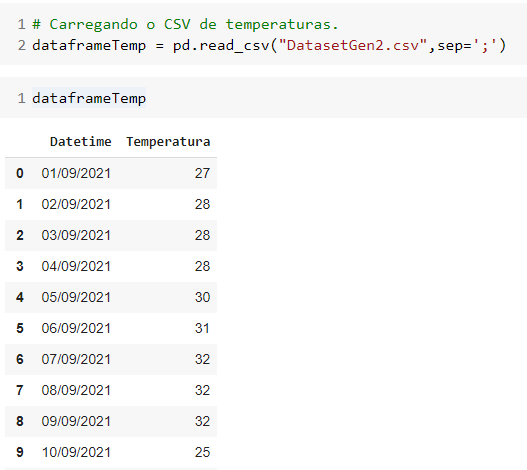 1 # Carregando o CSV de temperaturas.
2 dataframeTemp = pd.read_csv("DatasetGen2.csv",sep=';')
1 dataframeTemp
Datetime Temperatura
0 01/09/2021 27
1 02/09/2021 28
2 03/09/2021 28
3 04/09/2021 28
4 05/09/2021 30
5 06/09/2021 31
6 07/09/2021 32
7 08/09/2021 32
8 09/09/2021 32
9 10/09/2021 25